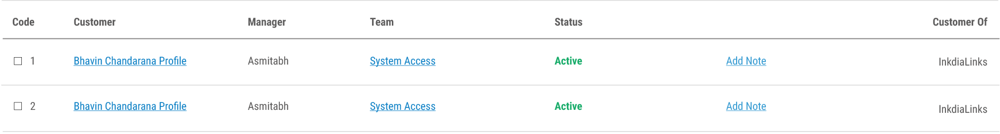 Code Customer Manager Team Status Customer Of
1 Bhavin Chandarana Profile Asmitabh System Access Active Add Note InkdiaLinks
2 Bhavin Chandarana Profile Asmitabh System Access Active Add Note InkdiaLinks